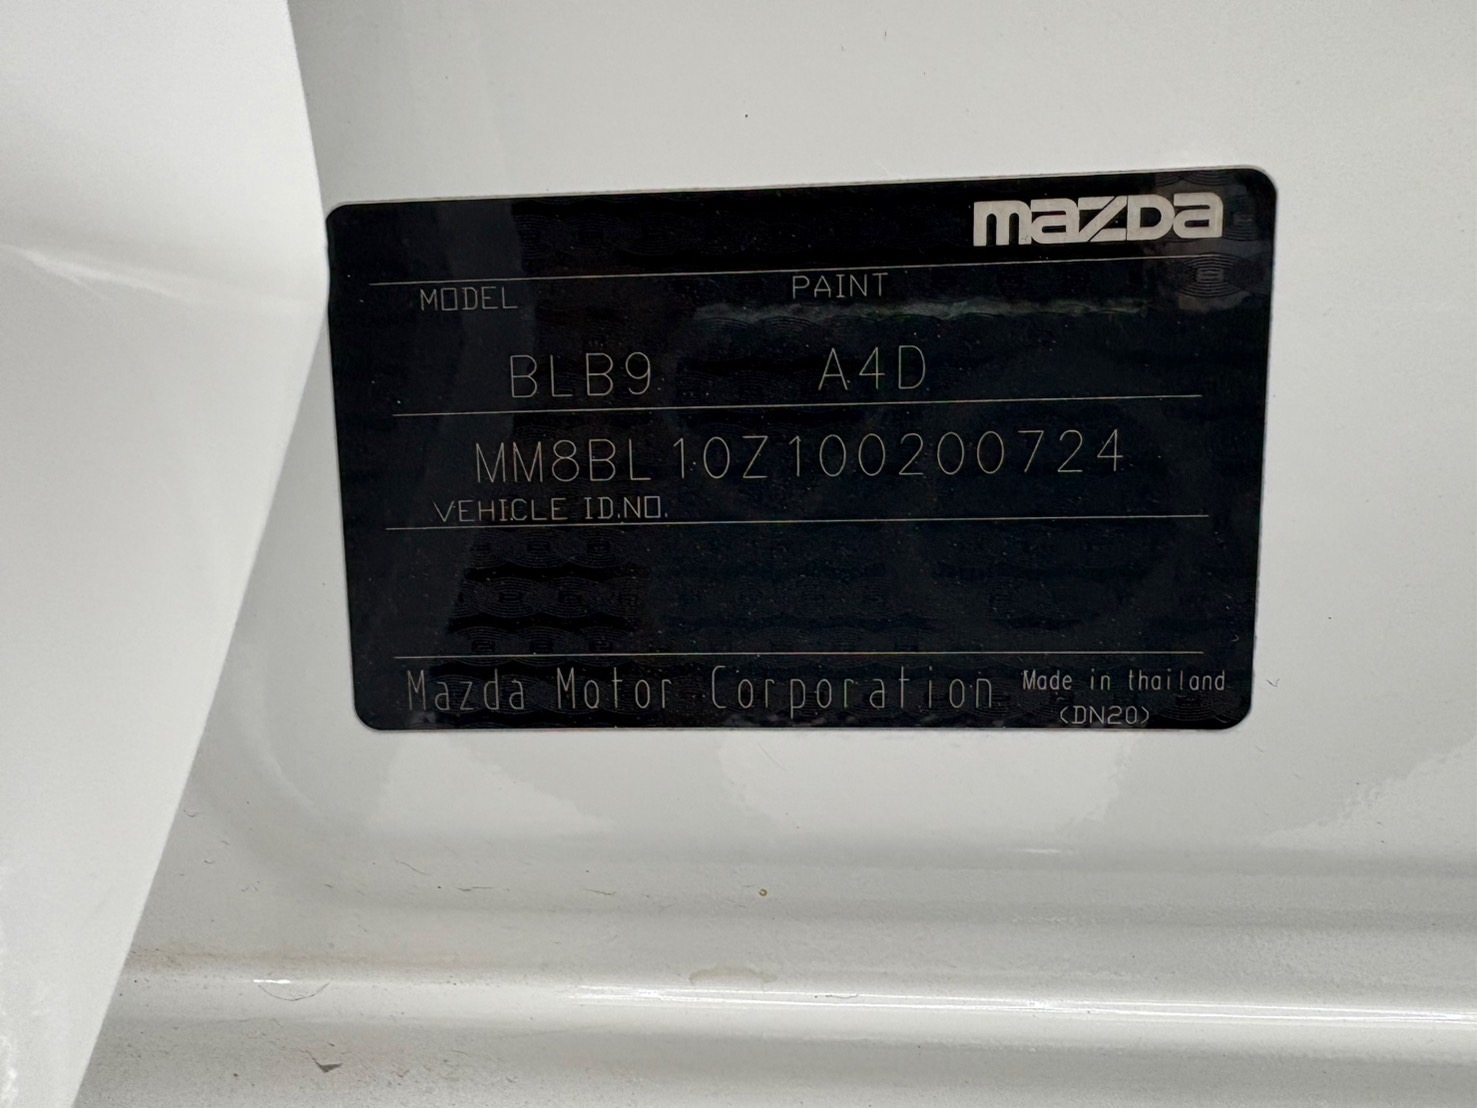 mazDa
MODEL PAINT
BLB9 A4D
MM8BL10Z100200724
VEHICLE ID.NO.
Mazda Motor Corporation Made in thailand
(DN20)